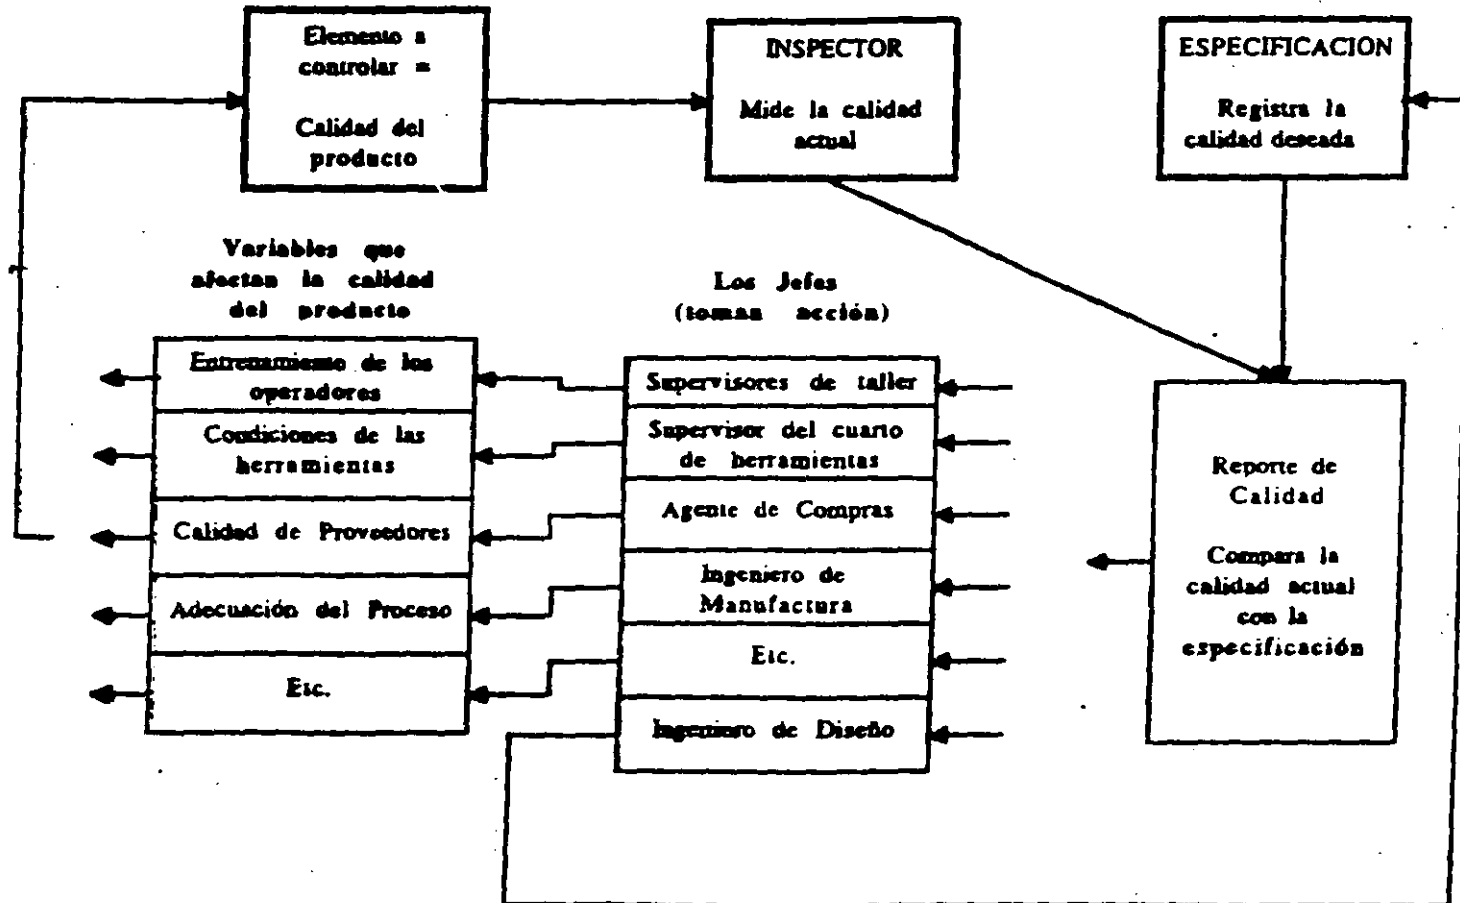 Elemento a
controlar =
Calidad del
producto
INSPECTOR
Mide la calidad
actual
ESPECIFICACION
Registra la
calidad deseada
Variables que
afectan la calidad
del producto
Los Jefes
(toman acción)
Entrenamiento de los
operadores
Condiciones de las
herramientas
Calidad de Proveedores
Adecuación del Proceso
Etc.
Supervisores de taller
Supervisor del cuarto
de herramientas
Agente de Compras
Ingeniero de
Manufactura
Etc.
Ingeniero de Diseño
Reporte de
Calidad
Compara la
calidad actual
con la
especificación